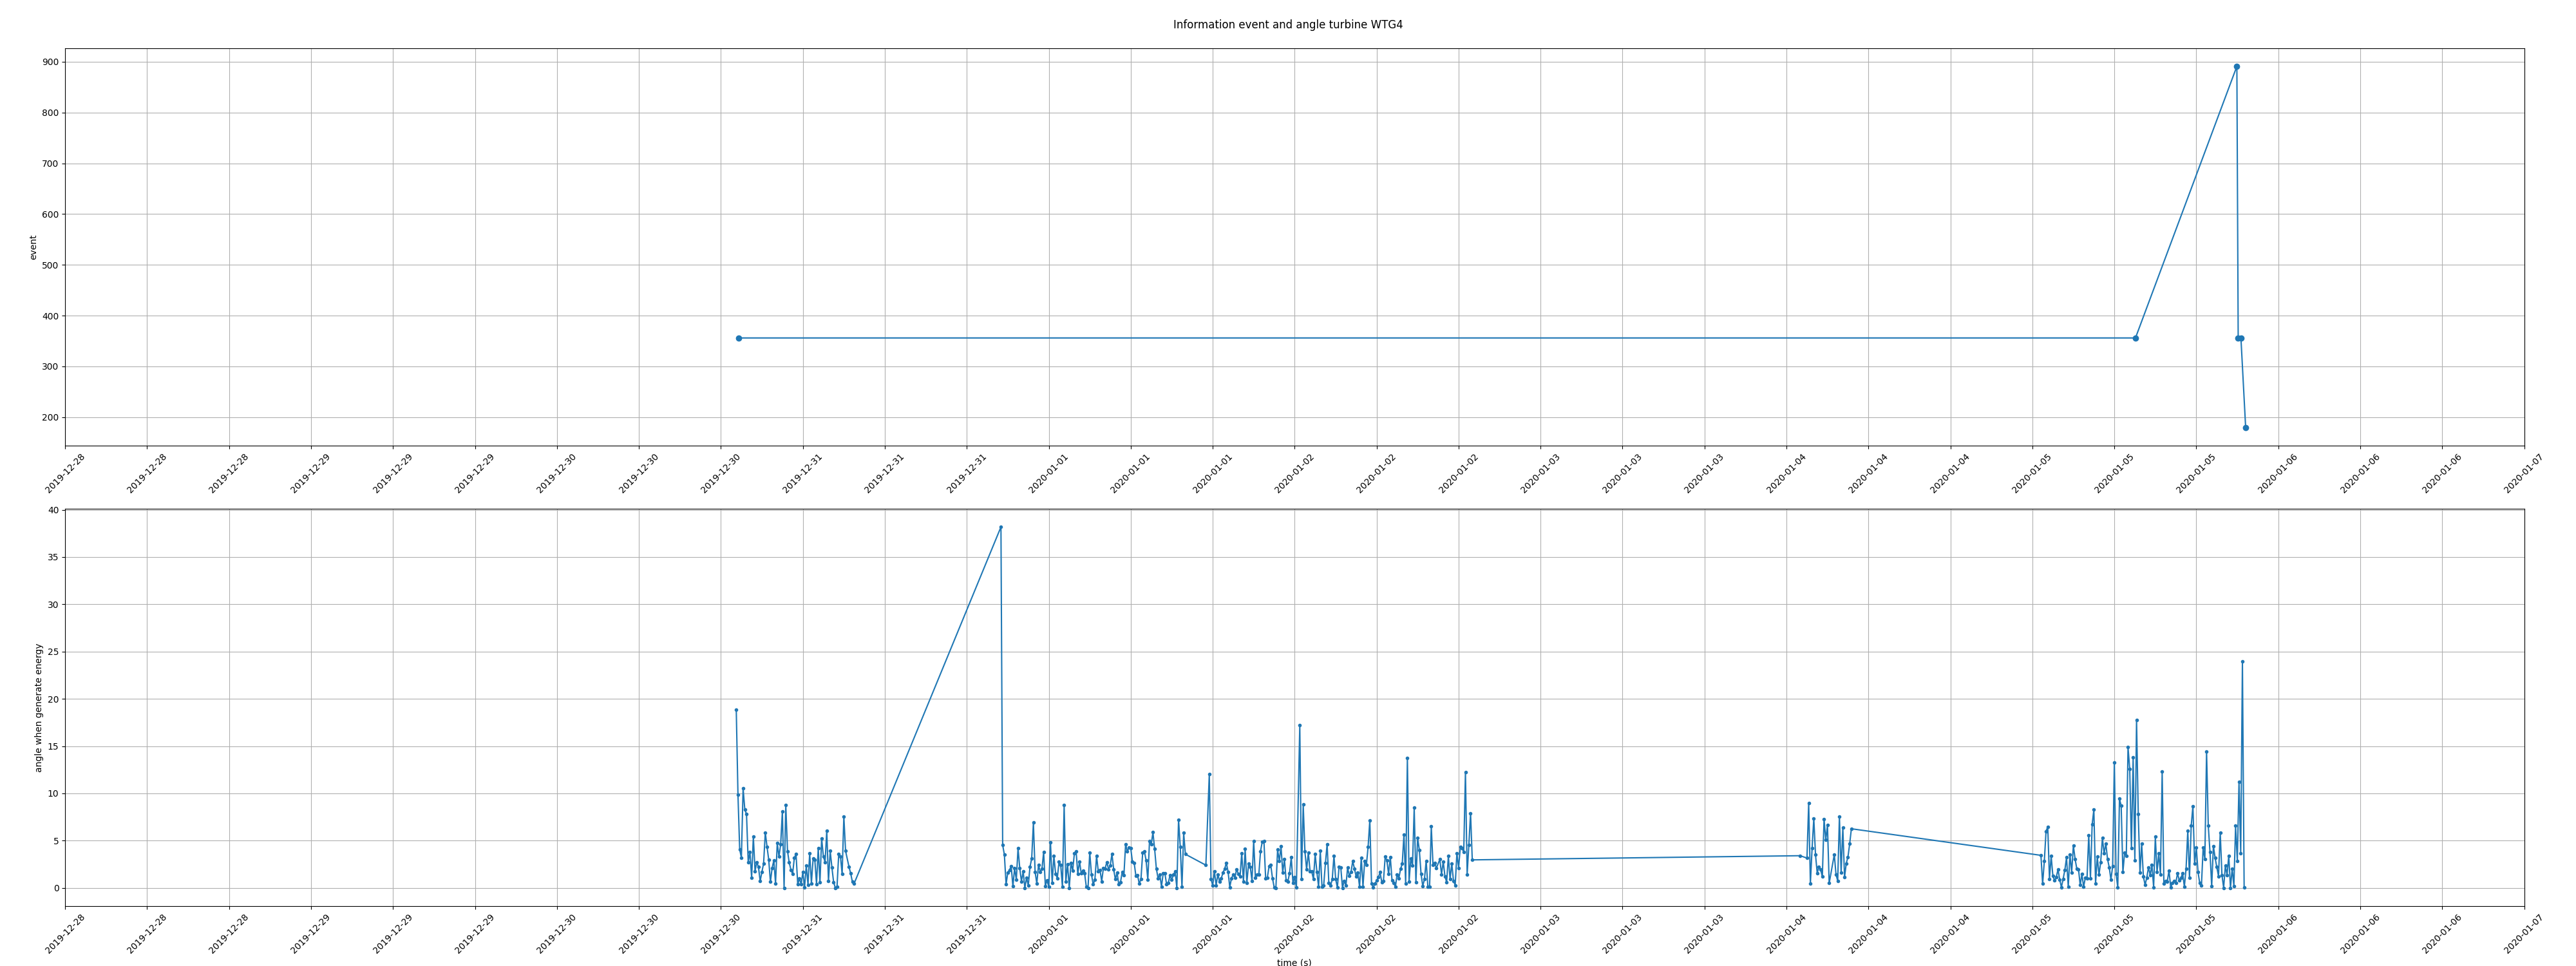 Information event and angle turbine WTG4
900
800
700
600
500
400
300
200
event
2019-12-28 2019-12-28 2019-12-28 2019-12-29 2019-12-29 2019-12-29 2019-12-30 2019-12-30 2019-12-30 2019-12-31 2019-12-31 2019-12-31 2020-01-01 2020-01-01 2020-01-01 2020-01-02 2020-01-02 2020-01-02 2020-01-03 2020-01-03 2020-01-03 2020-01-04 2020-01-04 2020-01-04 2020-01-05 2020-01-05 2020-01-05 2020-01-06 2020-01-06 2020-01-06 2020-01-07
40
35
30
25
20
15
10
5
0
angle when generate energy
2019-12-28 2019-12-28 2019-12-28 2019-12-29 2019-12-29 2019-12-29 2019-12-30 2019-12-30 2019-12-30 2019-12-31 2019-12-31 2019-12-31 2020-01-01 2020-01-01 2020-01-01 2020-01-02 2020-01-02 2020-01-02 2020-01-03 2020-01-03 2020-01-03 2020-01-04 2020-01-04 2020-01-04 2020-01-05 2020-01-05 2020-01-05 2020-01-06 2020-01-06 2020-01-06 2020-01-07
time (s)